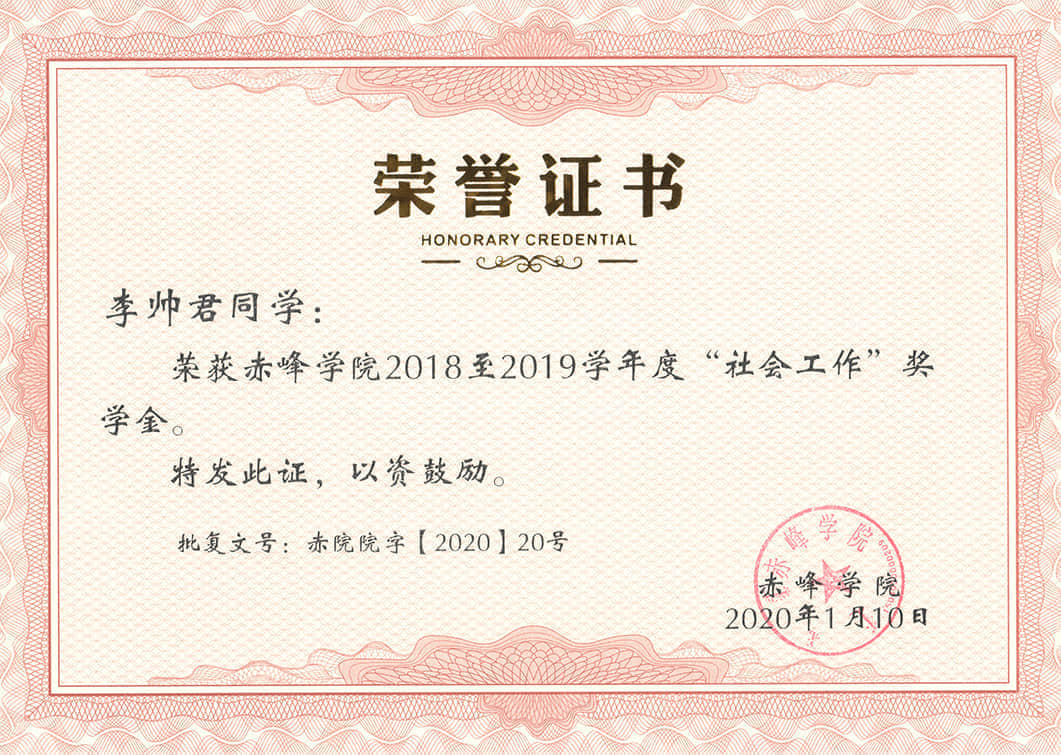 荣誉证书
HONORARY CREDENTIAL
李帅君同学：
荣获赤峰学院2018至2019学年度“社会工作”奖
学金。
特发此证，以资鼓励。
批复文号：赤院院字【2020】20号
赤峰学院
赤峰学院
2020年1月10日